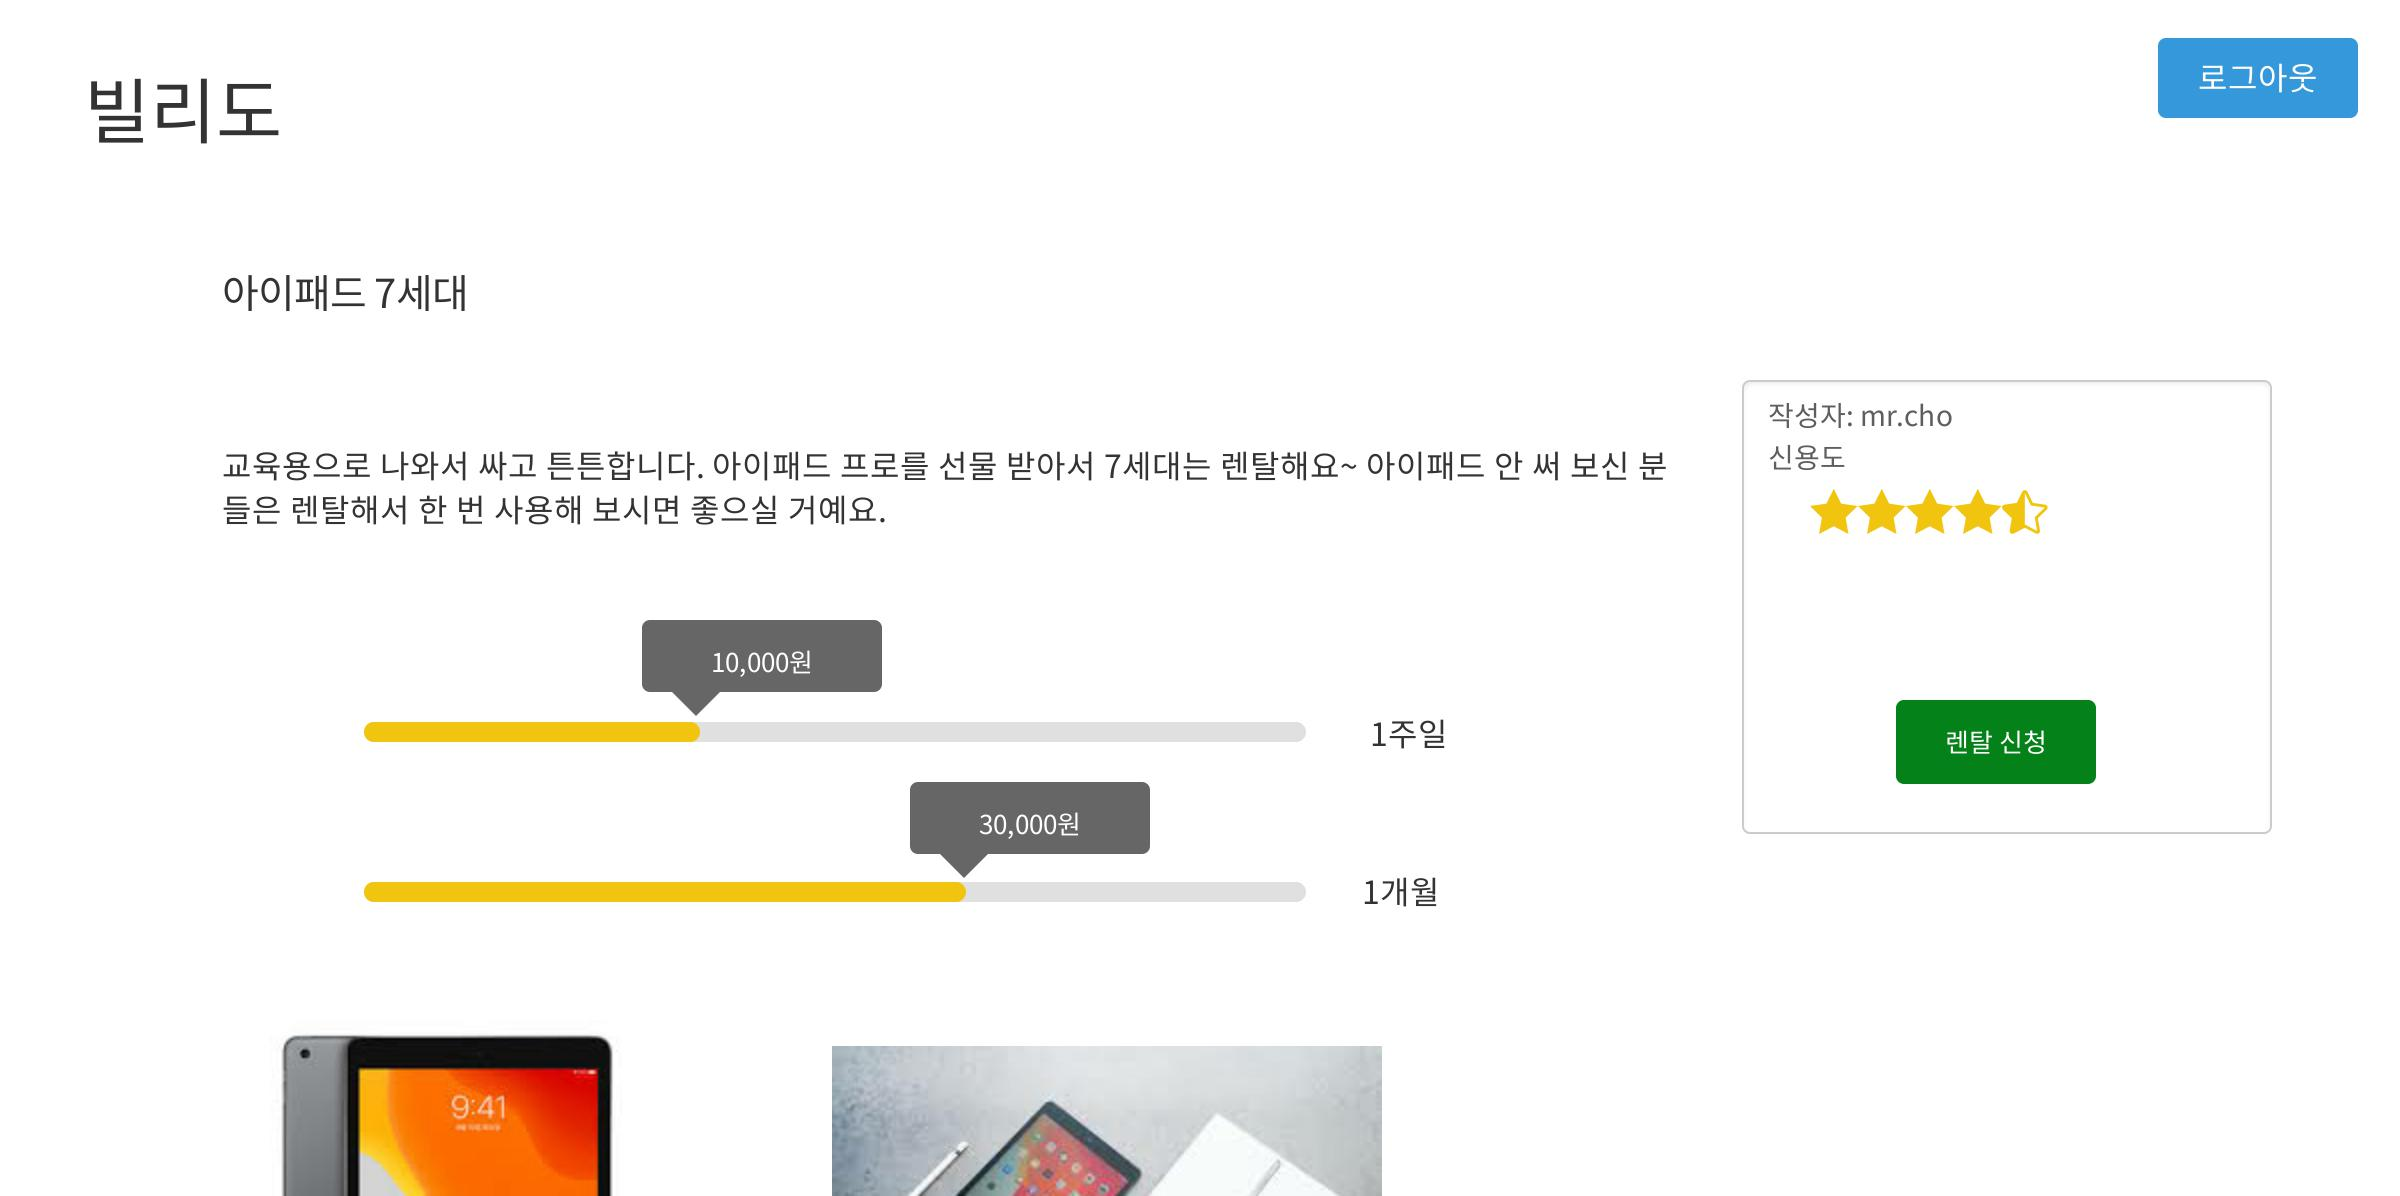 빌리도
로그아웃
아이패드 7세대
교육용으로 나와서 싸고 튼튼합니다. 아이패드 프로를 선물 받아서 7세대는 렌탈해요~ 아이패드 안 써 보신 분
들은 렌탈해서 한 번 사용해 보시면 좋으실 거예요.
작성자: mr.cho
신용도
10,000원
1주일
렌탈 신청
30,000원
1개월
9:41